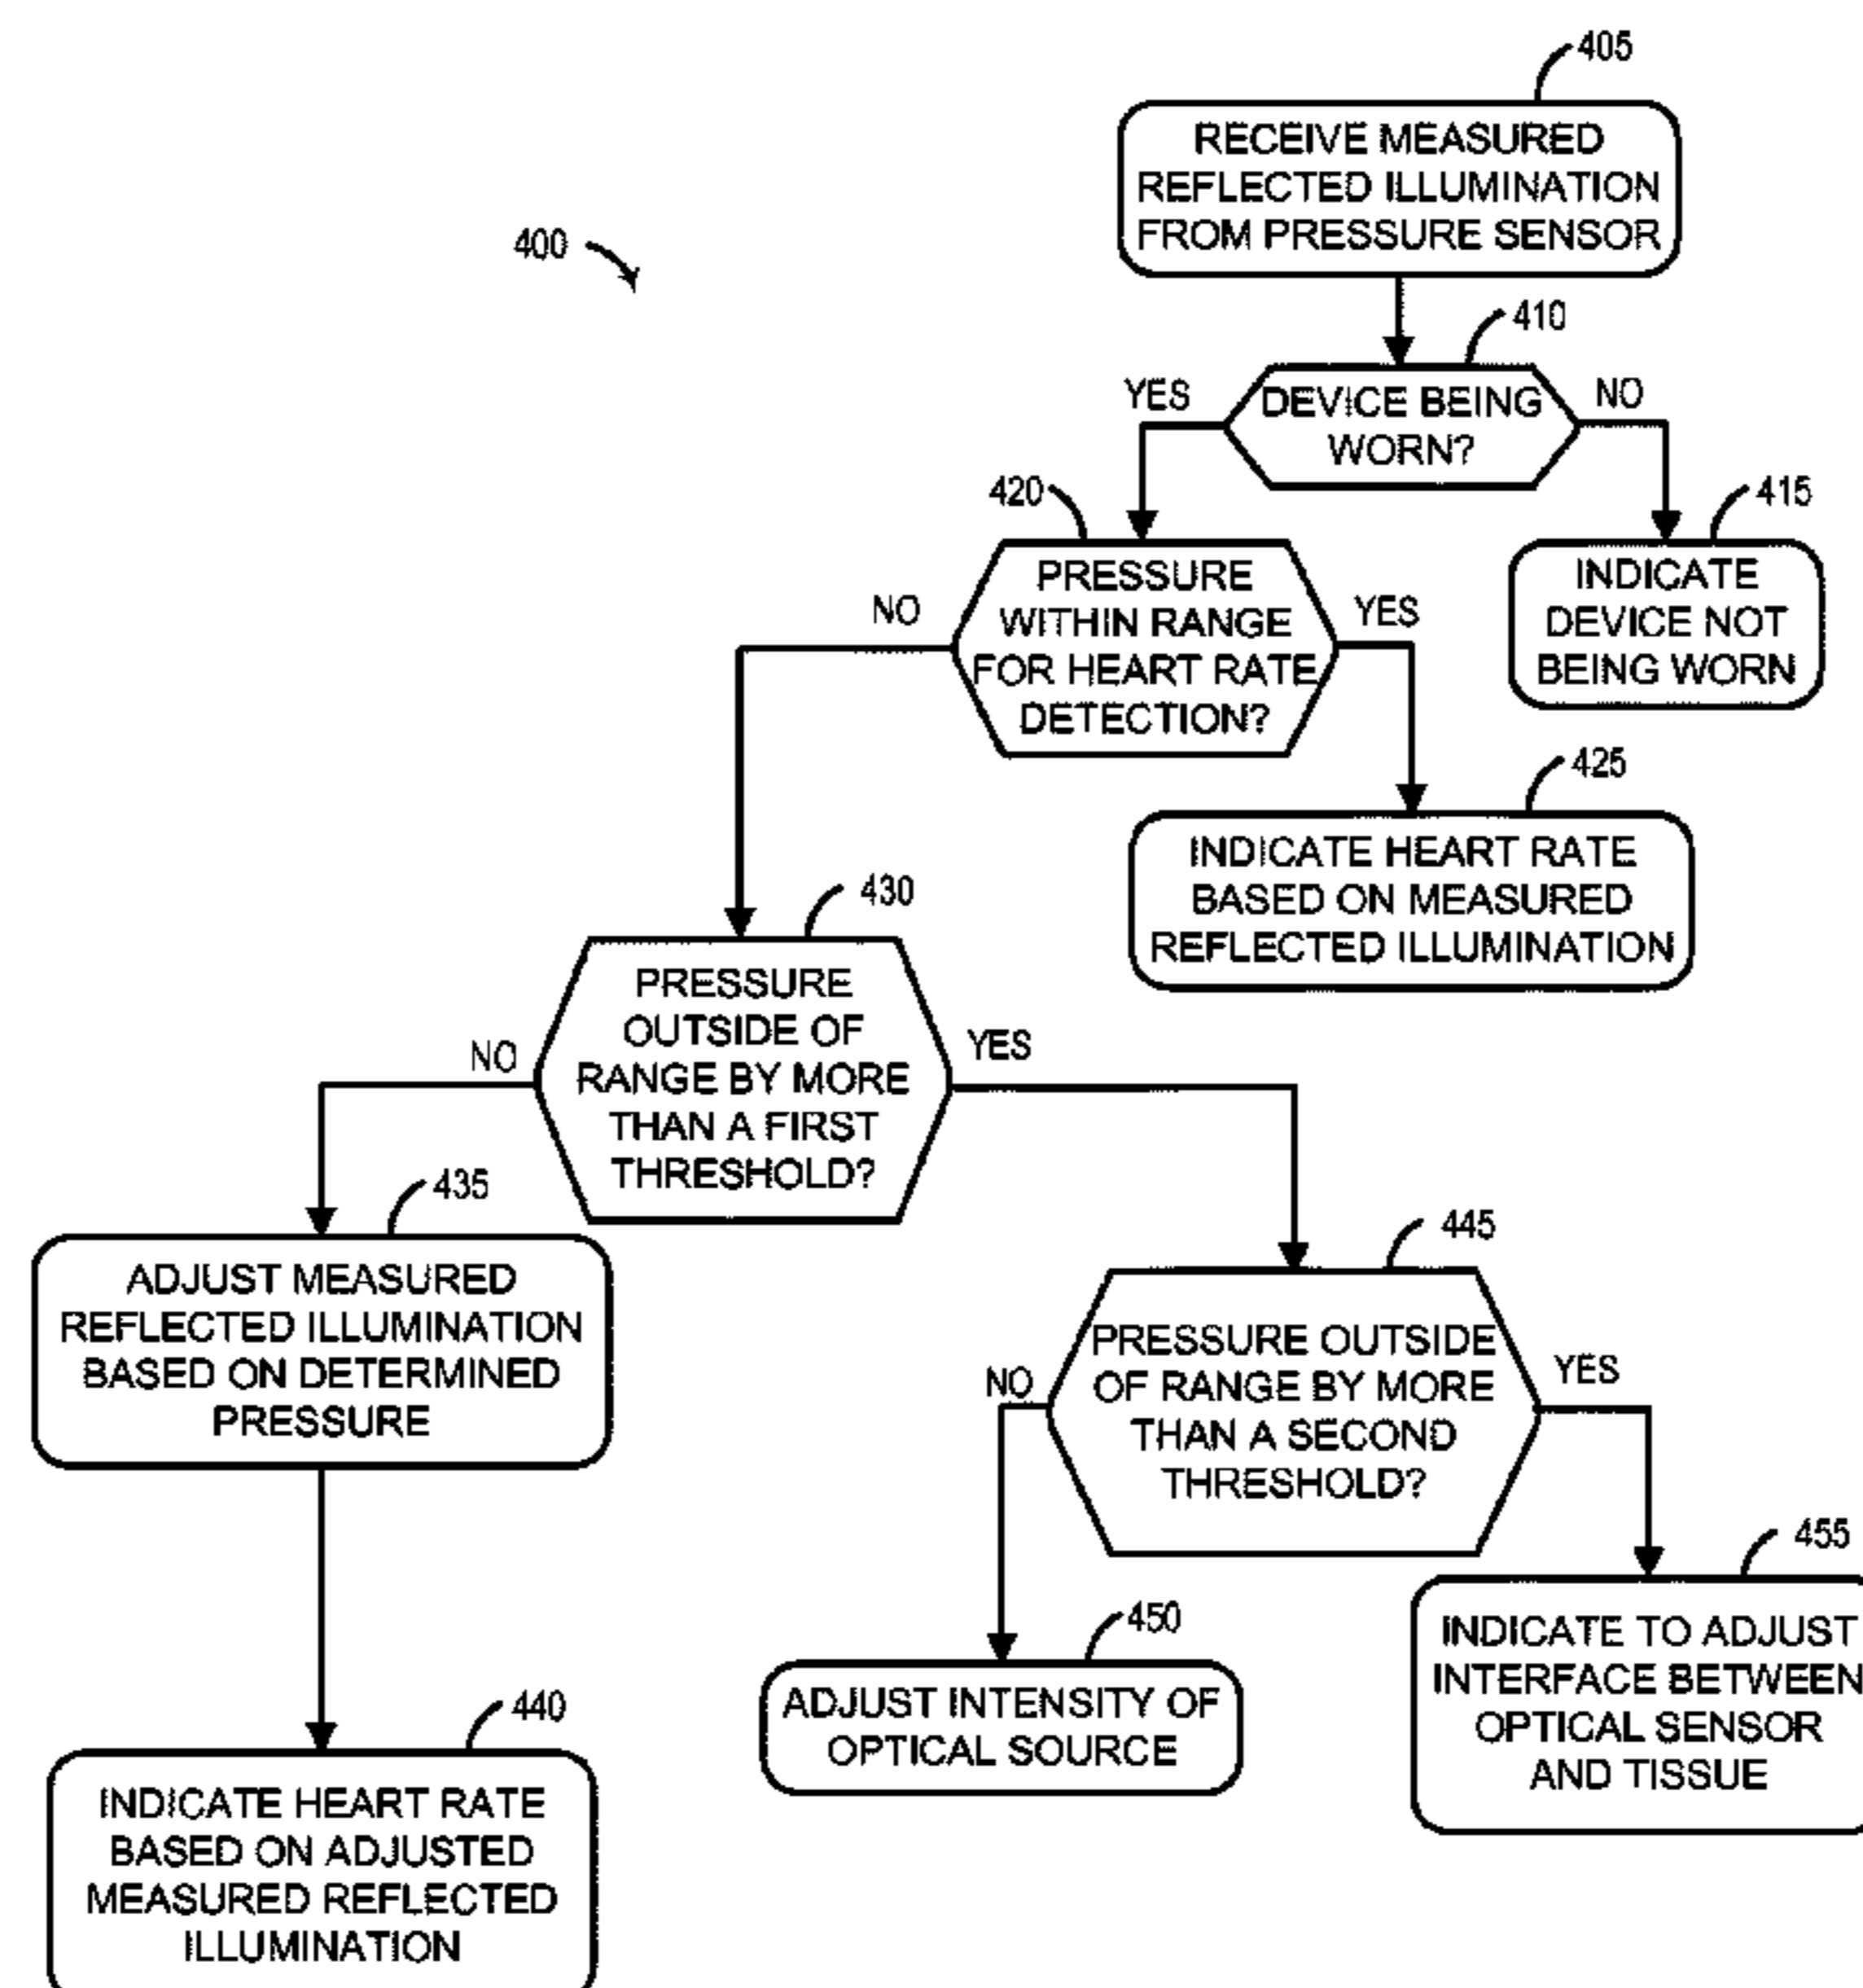 405
RECEIVE MEASURED
REFLECTED ILLUMINATION
FROM PRESSURE SENSOR
400
410
YES
DEVICE BEING
WORN?
NO
420
415
PRESSURE
WITHIN RANGE
FOR HEART RATE
DETECTION?
NO
YES
INDICATE
DEVICE NOT
BEING WORN
425
INDICATE HEART RATE
BASED ON MEASURED
REFLECTED ILLUMINATION
430
PRESSURE
OUTSIDE OF
RANGE BY MORE
THAN A FIRST
THRESHOLD?
NO
YES
435
ADJUST MEASURED
REFLECTED ILLUMINATION
BASED ON DETERMINED
PRESSURE
445
PRESSURE OUTSIDE
OF RANGE BY MORE
THAN A SECOND
THRESHOLD?
NO
YES
450
ADJUST INTENSITY OF
OPTICAL SOURCE
455
INDICATE TO ADJUST
INTERFACE BETWEEN
OPTICAL SENSOR
AND TISSUE
440
INDICATE HEART RATE
BASED ON ADJUSTED
MEASURED REFLECTED
ILLUMINATION